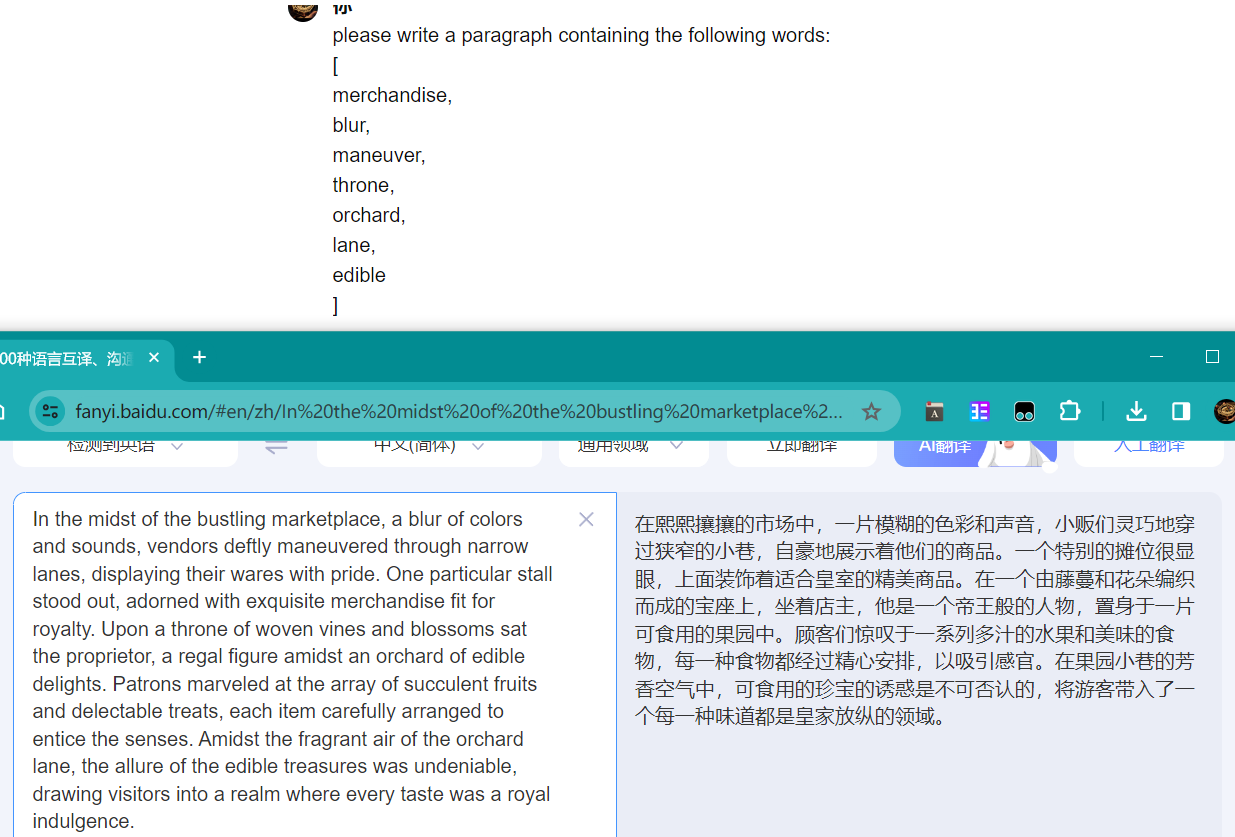 你
please write a paragraph containing the following words:
[
merchandise,
blur,
maneuver,
throne,
orchard,
lane,
edible
]
00种语言互译、沟通
fanyi.baidu.com/#en/zh/In%20the%20midst%20of%20the%20bustling%20marketplace%2...
检测到英语 中文(简体) 通用领域 立即翻译 AI翻译 人工翻译
In the midst of the bustling marketplace, a blur of colors
and sounds, vendors deftly maneuvered through narrow
lanes, displaying their wares with pride. One particular stall
stood out, adorned with exquisite merchandise fit for
royalty. Upon a throne of woven vines and blossoms sat
the proprietor, a regal figure amidst an orchard of edible
delights. Patrons marveled at the array of succulent fruits
and delectable treats, each item carefully arranged to
entice the senses. Amidst the fragrant air of the orchard
lane, the allure of the edible treasures was undeniable,
drawing visitors into a realm where every taste was a royal
indulgence.
在熙熙攘攘的市场中，一片模糊的色彩和声音，小贩们灵巧地穿
过狭窄的小巷，自豪地展示着他们的商品。一个特别的摊位很显
眼，上面装饰着适合皇室的精美商品。在一个由藤蔓和花朵编织
而成的宝座上，坐着店主，他是一个帝王般的人物，置身于一片
可食用的果园中。顾客们惊叹于一系列多汁的水果和美味的食
物，每一种食物都经过精心安排，以吸引感官。在果园小巷的芳
香空气中，可食用的珍宝的诱惑是不可否认的，将游客带入了一
个每一种味道都是皇家放纵的领域。